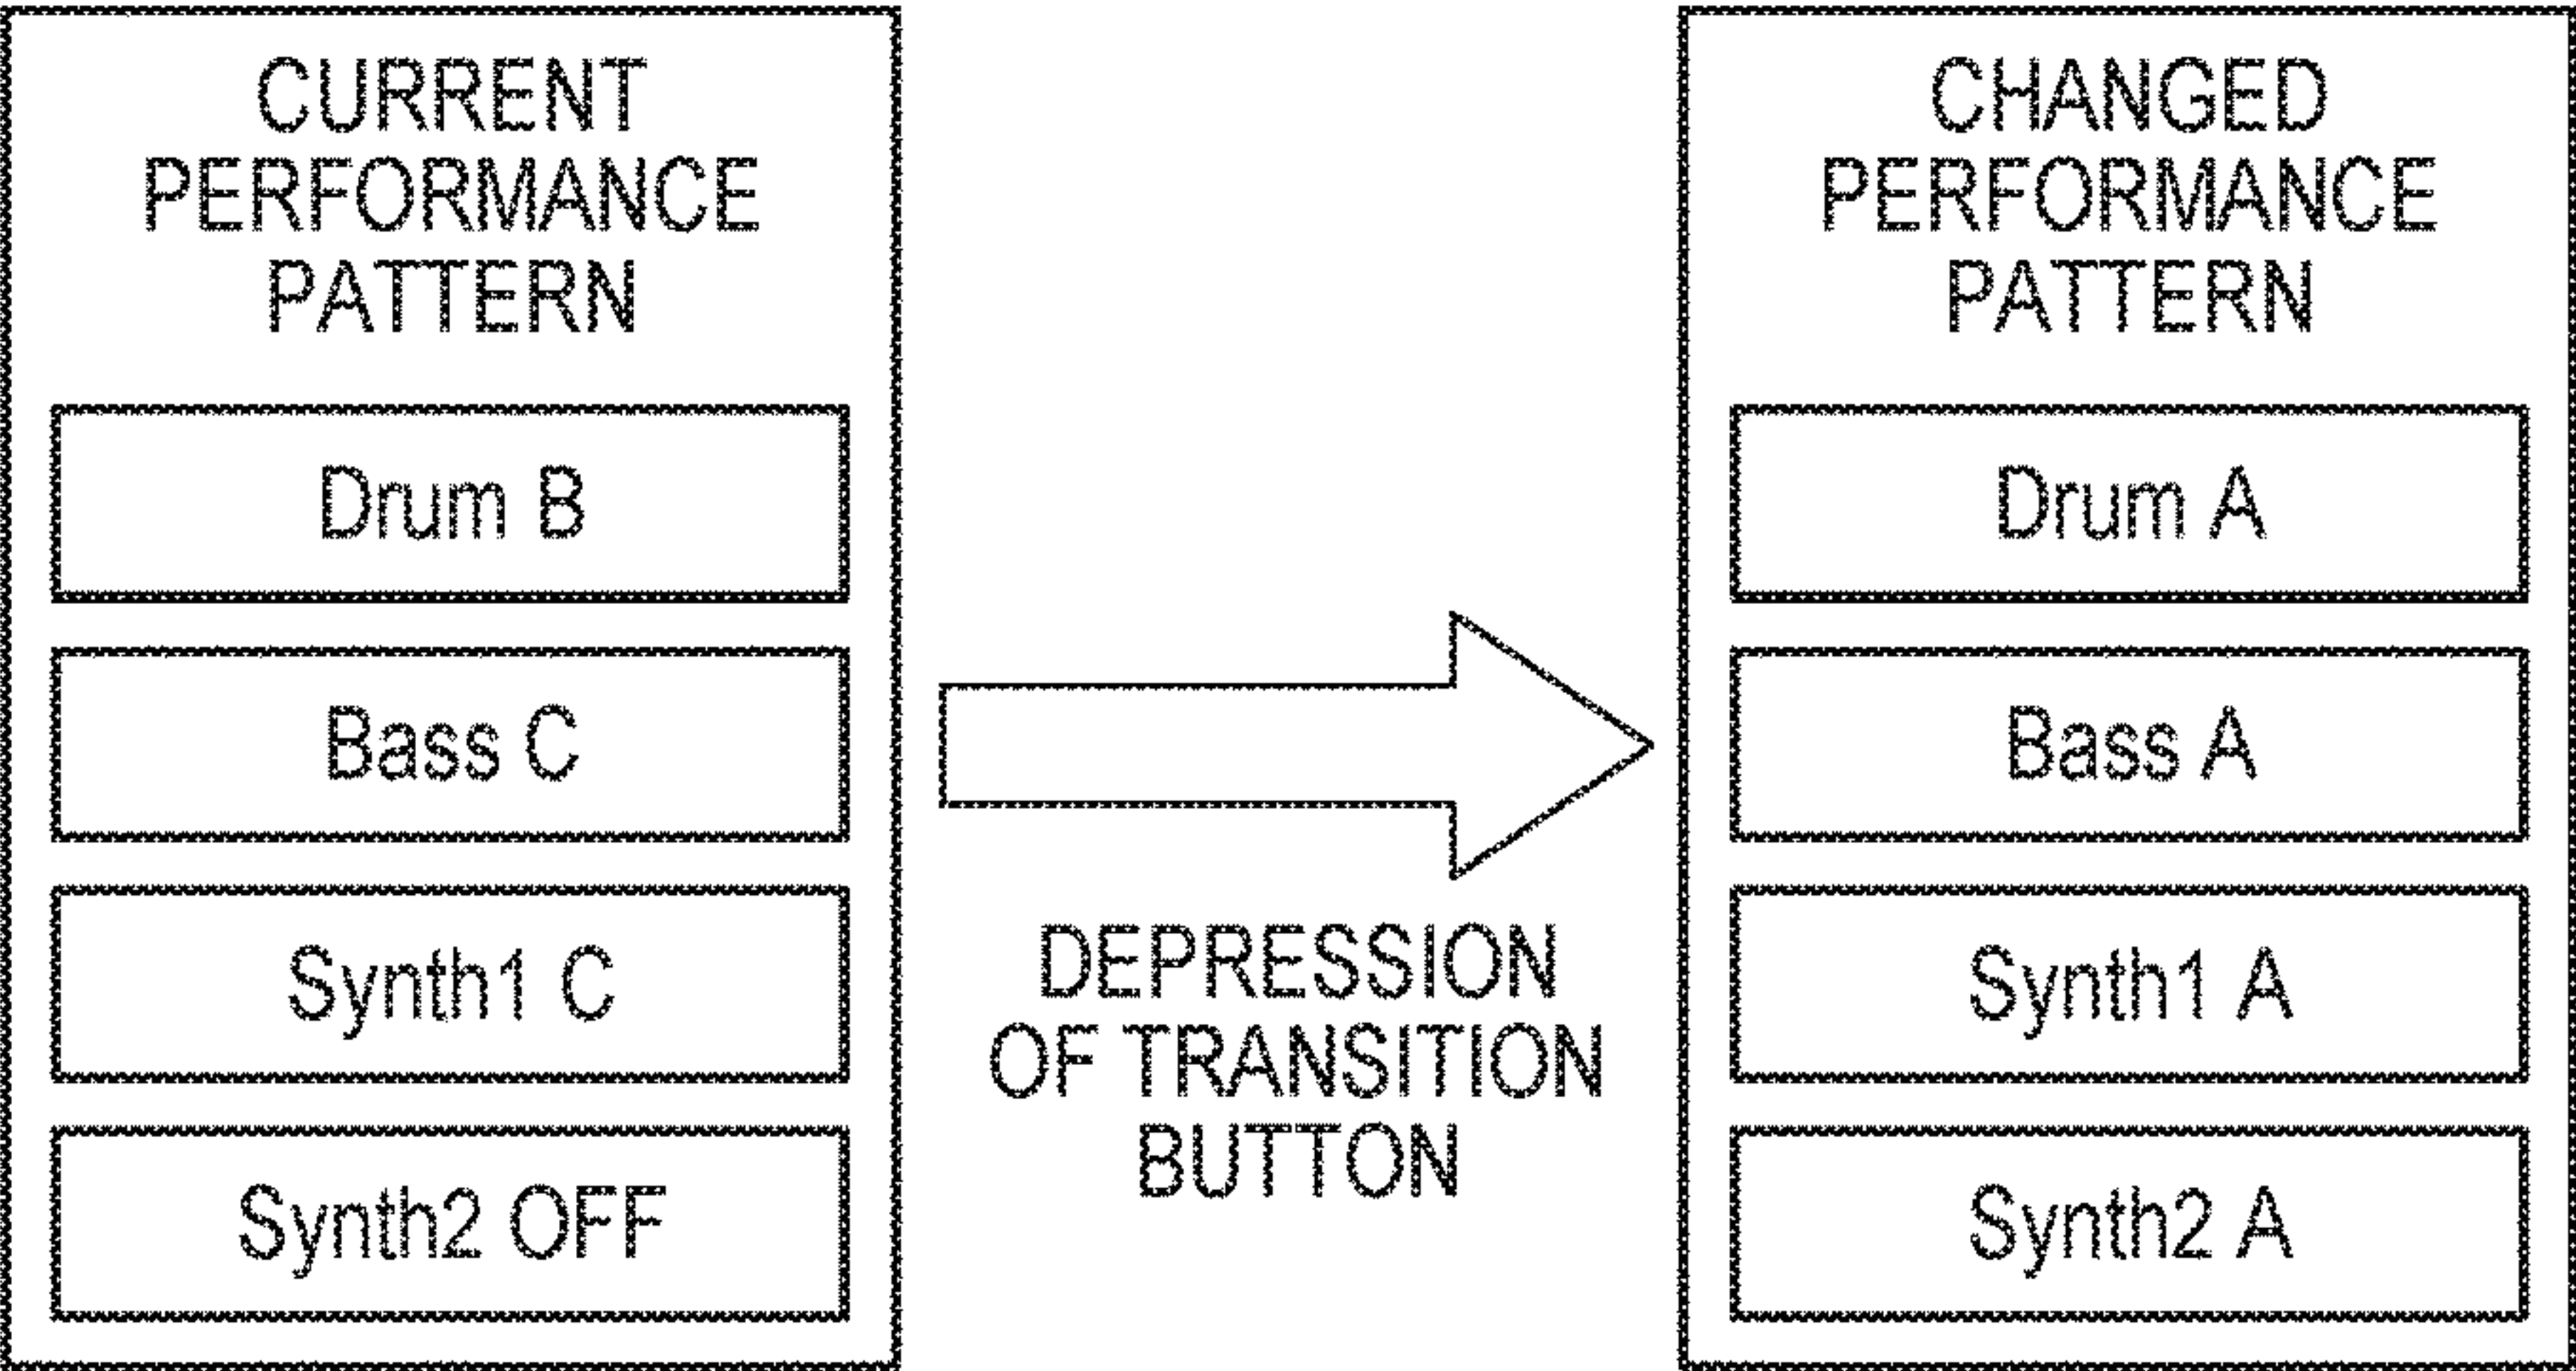 CURRENT
PERFORMANCE
PATTERN
Drum B
Bass C
Synth1 C
Synth2 OFF
DEPRESSION
OF TRANSITION
BUTTON
CHANGED
PERFORMANCE
PATTERN
Drum A
Bass A
Synth1 A
Synth2 A